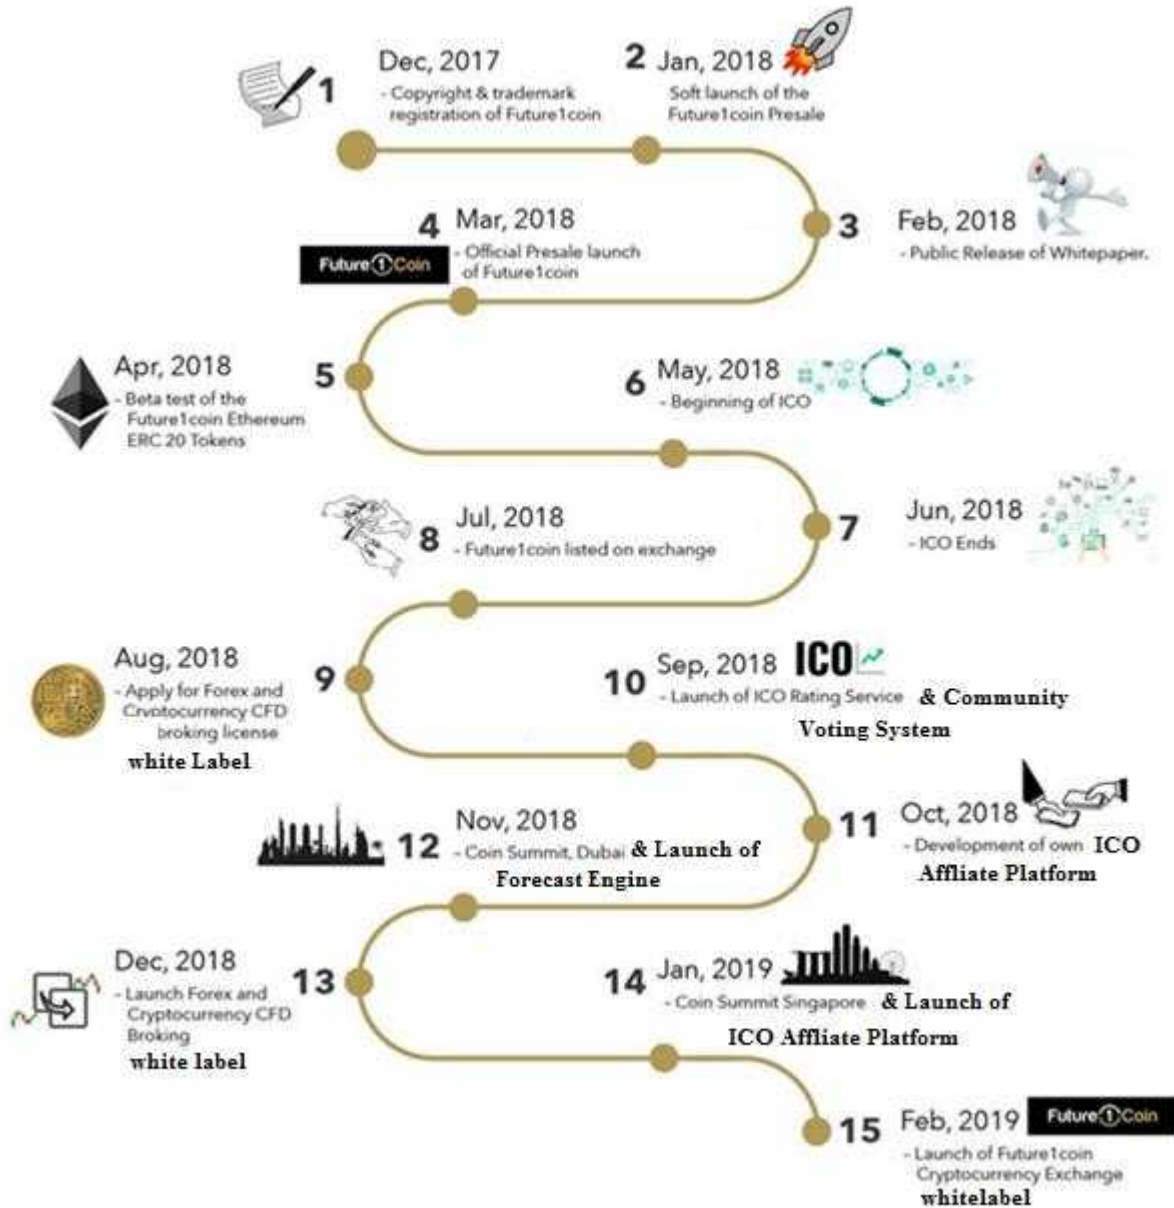 1
Dec, 2017
- Copyright & trademark
registration of Future1coin
2
Jan, 2018
Soft launch of the
Future1coin Presale
3
Feb, 2018
- Public Release of Whitepaper.
4
Mar, 2018
- Official Presale launch
of Future1coin
Future 1 Coin
5
Apr, 2018
- Beta test of the
Future1coin Ethereum
ERC 20 Tokens
6
May, 2018
- Beginning of ICO
7
Jun, 2018
- ICO Ends
8
Jul, 2018
- Future1coin listed on exchange
9
Aug, 2018
- Apply for Forex and
Cryptocurrency CFD
broking license
white Label
10
Sep, 2018
ICO
- Launch of ICO Rating Service & Community
Voting System
11
Oct, 2018
- Development of own ICO
Affliate Platform
12
Nov, 2018
- Coin Summit, Dubai & Launch of
Forecast Engine
13
Dec, 2018
- Launch Forex and
Cryptocurrency CFD
Broking
white label
14
Jan, 2019
- Coin Summit Singapore & Launch of
ICO Affliate Platform
15
Feb, 2019
Future 1 Coin
- Launch of Future1coin
Cryptocurrency Exchange
whitelabel